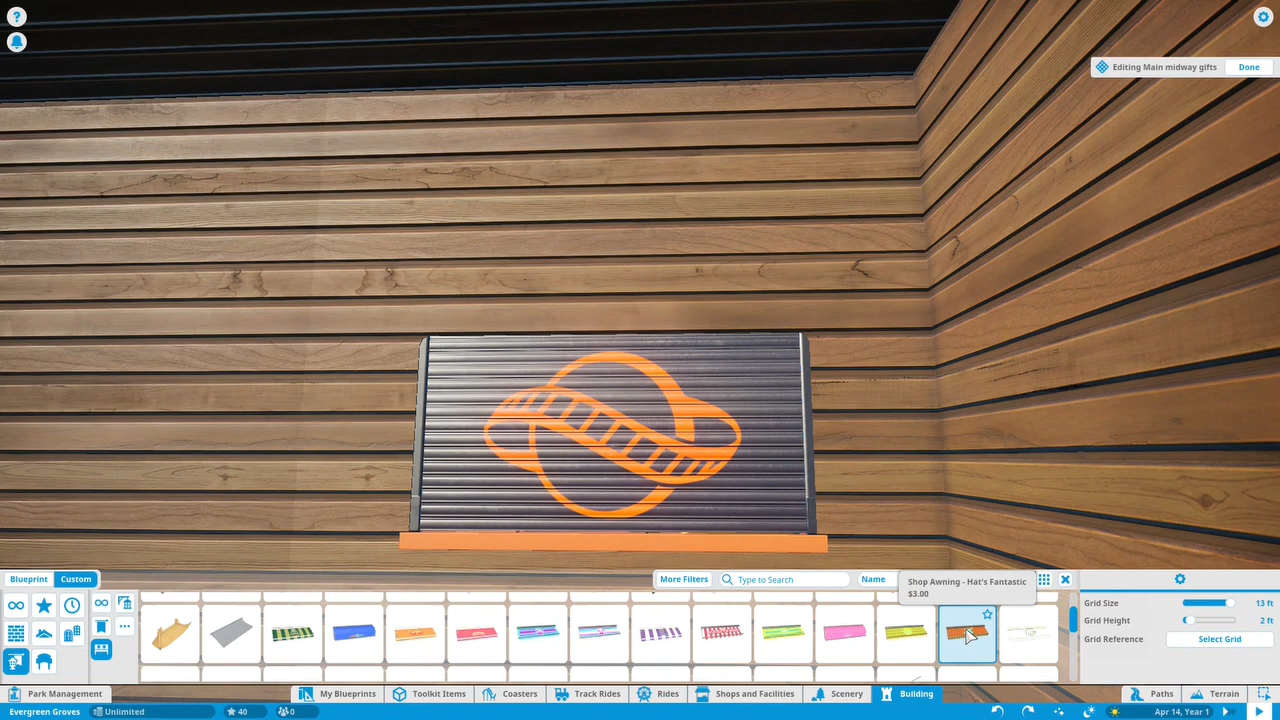 Editing Main midway gifts
Done
Blueprint
Custom
More Filters
Type to Search
Name
Shop Awning - Hat's Fantastic
$3.00
Grid Size
13 ft
Grid Height
2 ft
Grid Reference
Select Grid
Park Management
My Blueprints
Toolkit Items
Coasters
Track Rides
Rides
Shops and Facilities
Scenery
Building
Paths
Terrain
Evergreen Groves
Unlimited
40
0
Apr 14, Year 1